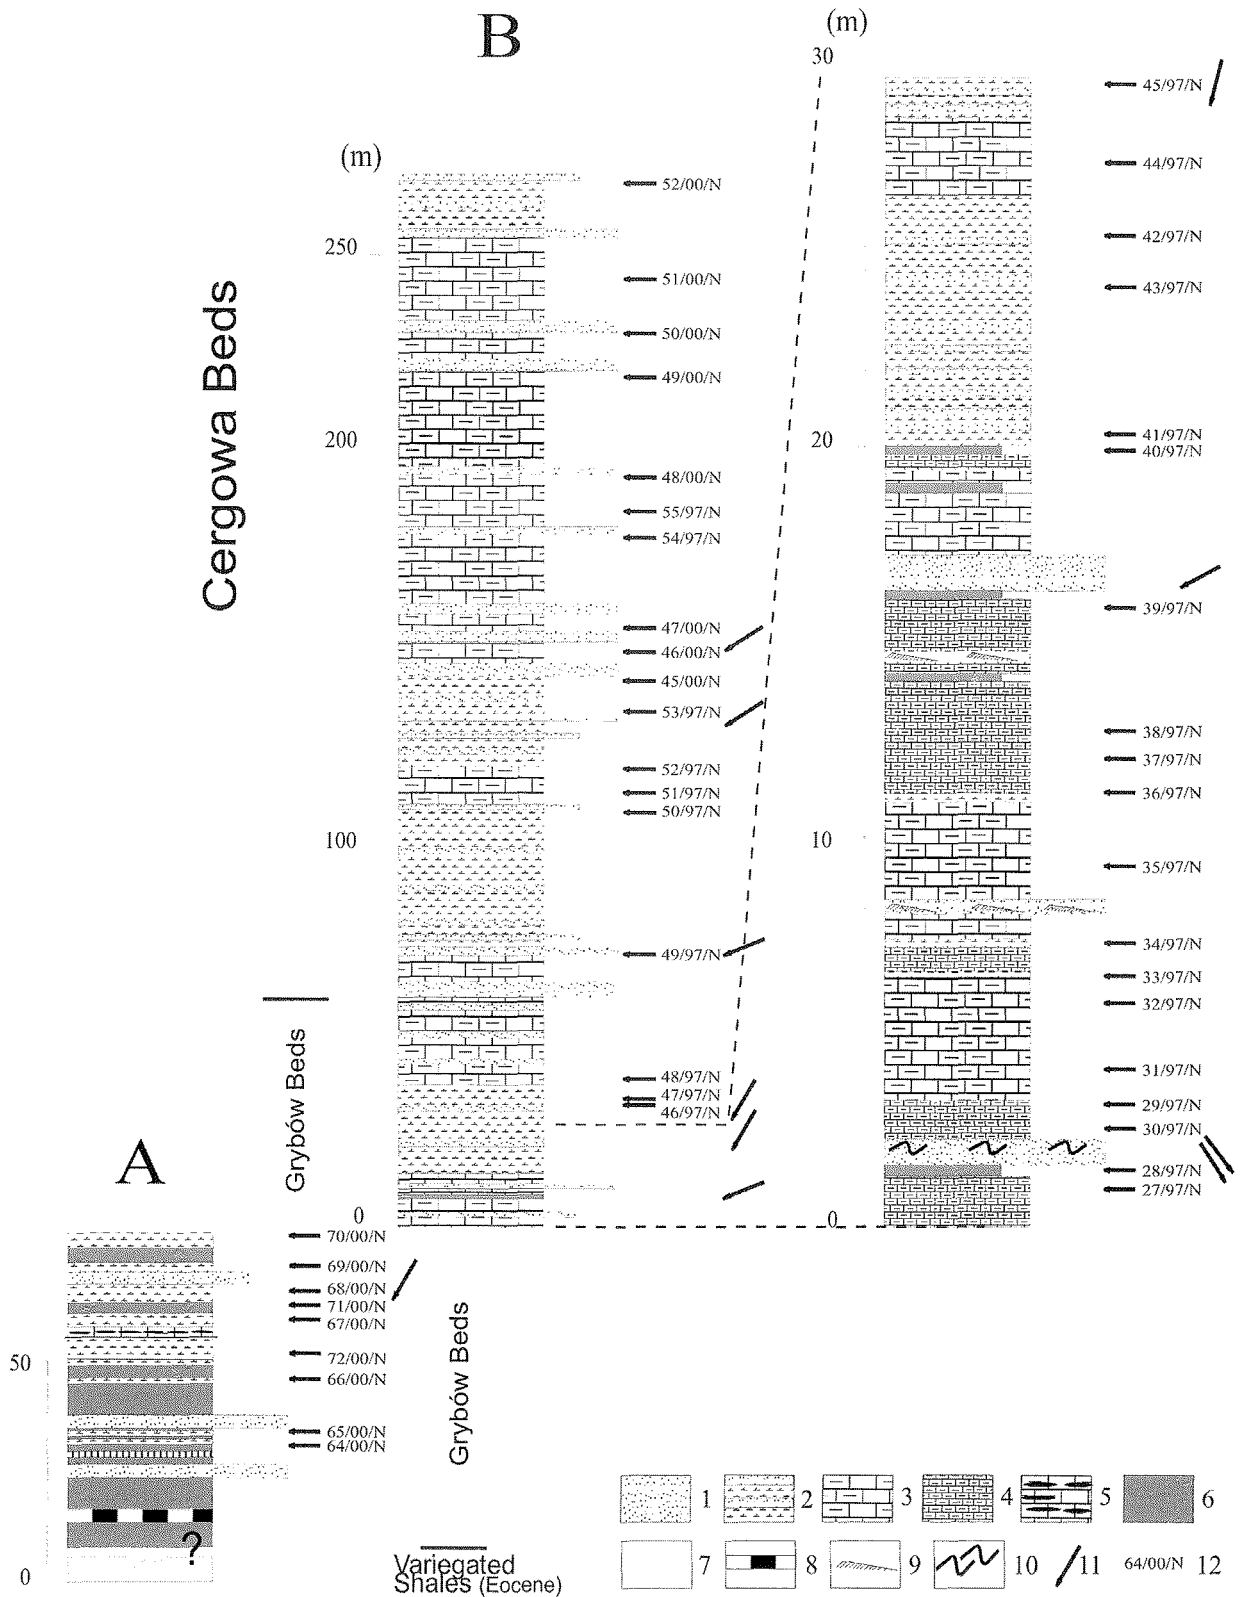 B
(m)
30
45/97/N
44/97/N
42/97/N
43/97/N
20
41/97/N
40/97/N
39/97/N
38/97/N
37/97/N
36/97/N
10
35/97/N
34/97/N
33/97/N
32/97/N
31/97/N
29/97/N
30/97/N
28/97/N
27/97/N
0
(m)
52/00/N
250
51/00/N
50/00/N
49/00/N
200
48/00/N
55/97/N
54/97/N
47/00/N
46/00/N
45/00/N
53/97/N
52/97/N
51/97/N
50/97/N
100
49/97/N
48/97/N
47/97/N
46/97/N
0
Cergowa Beds
Grybów Beds
A
70/00/N
69/00/N
68/00/N
71/00/N
67/00/N
72/00/N
50
66/00/N
65/00/N
64/00/N
?
0
Grybów Beds
Variegated
Shales (Eocene)
1 2 3 4 5 6
7 8 9 10 11 64/00/N 12